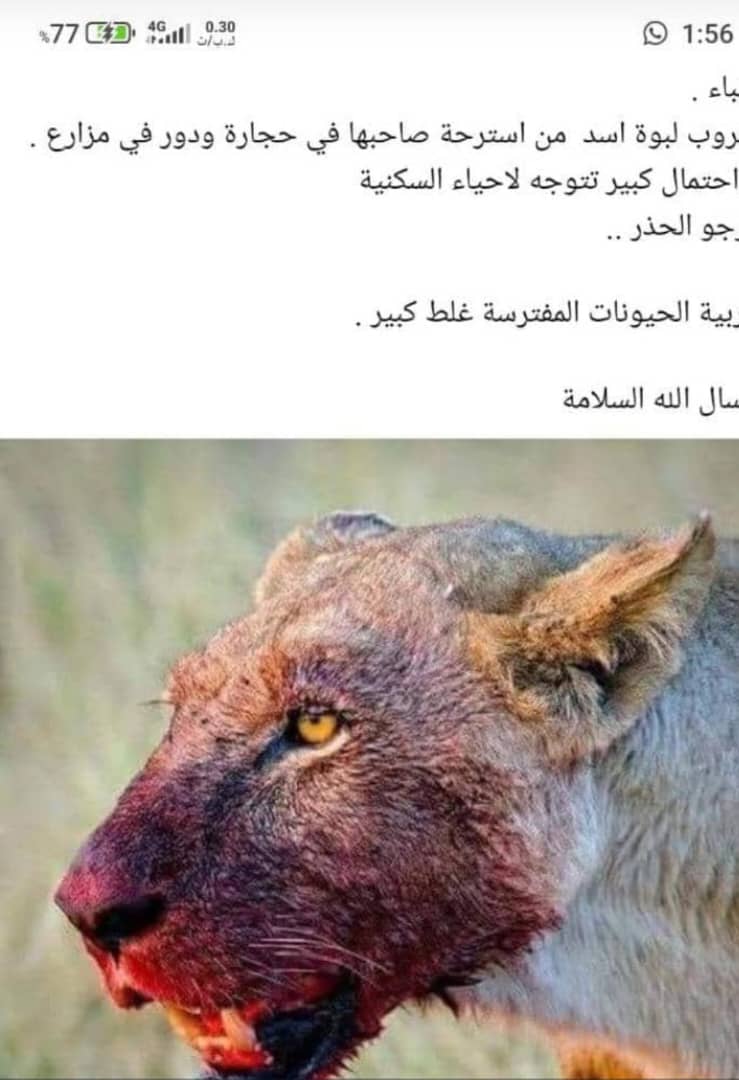 %77 4G 0.30 ك.ب/ث 1:56
باء .
روب لبوة اسد من استرحة صاحبها في حجارة ودور في مزارع .
احتمال كبير تتوجه لاحياء السكنية
رجو الحذر ..
ربية الحيونات المفترسة غلط كبير .
سال الله السلامة